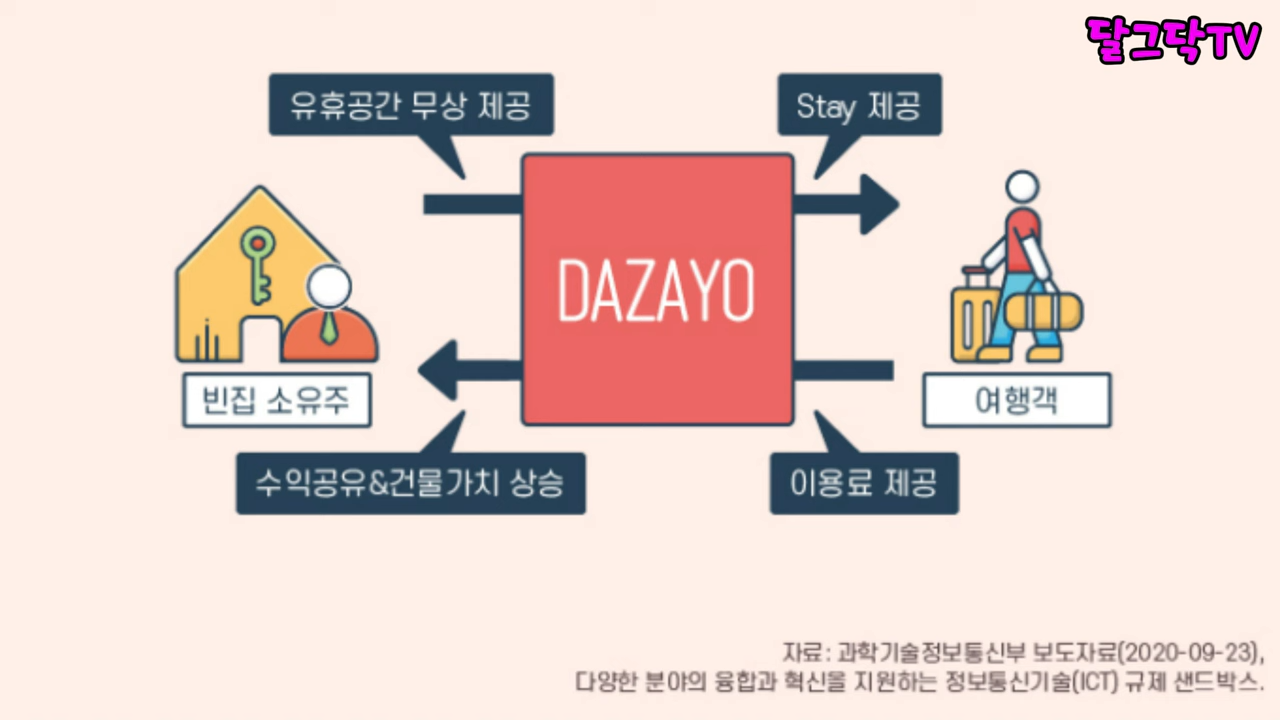 달그닥TV
유휴공간 무상 제공
Stay 제공
DAZAYO
빈집 소유주
여행객
수익공유&건물가치 상승
이용료 제공
자료: 과학기술정보통신부 보도자료(2020-09-23),
다양한 분야의 융합과 혁신을 지원하는 정보통신기술(ICT) 규제 샌드박스.